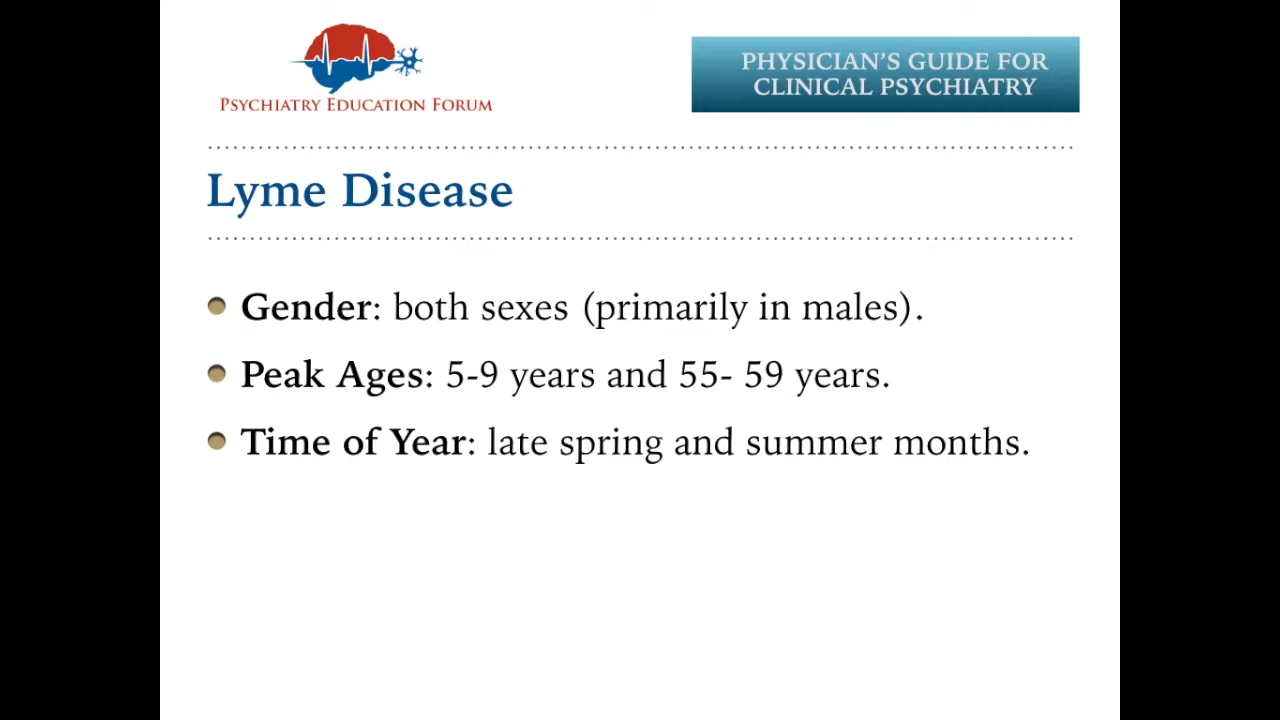 PSYCHIATRY EDUCATION FORUM
PHYSICIAN'S GUIDE FOR
CLINICAL PSYCHIATRY
Lyme Disease
Gender: both sexes (primarily in males).
Peak Ages: 5-9 years and 55- 59 years.
Time of Year: late spring and summer months.